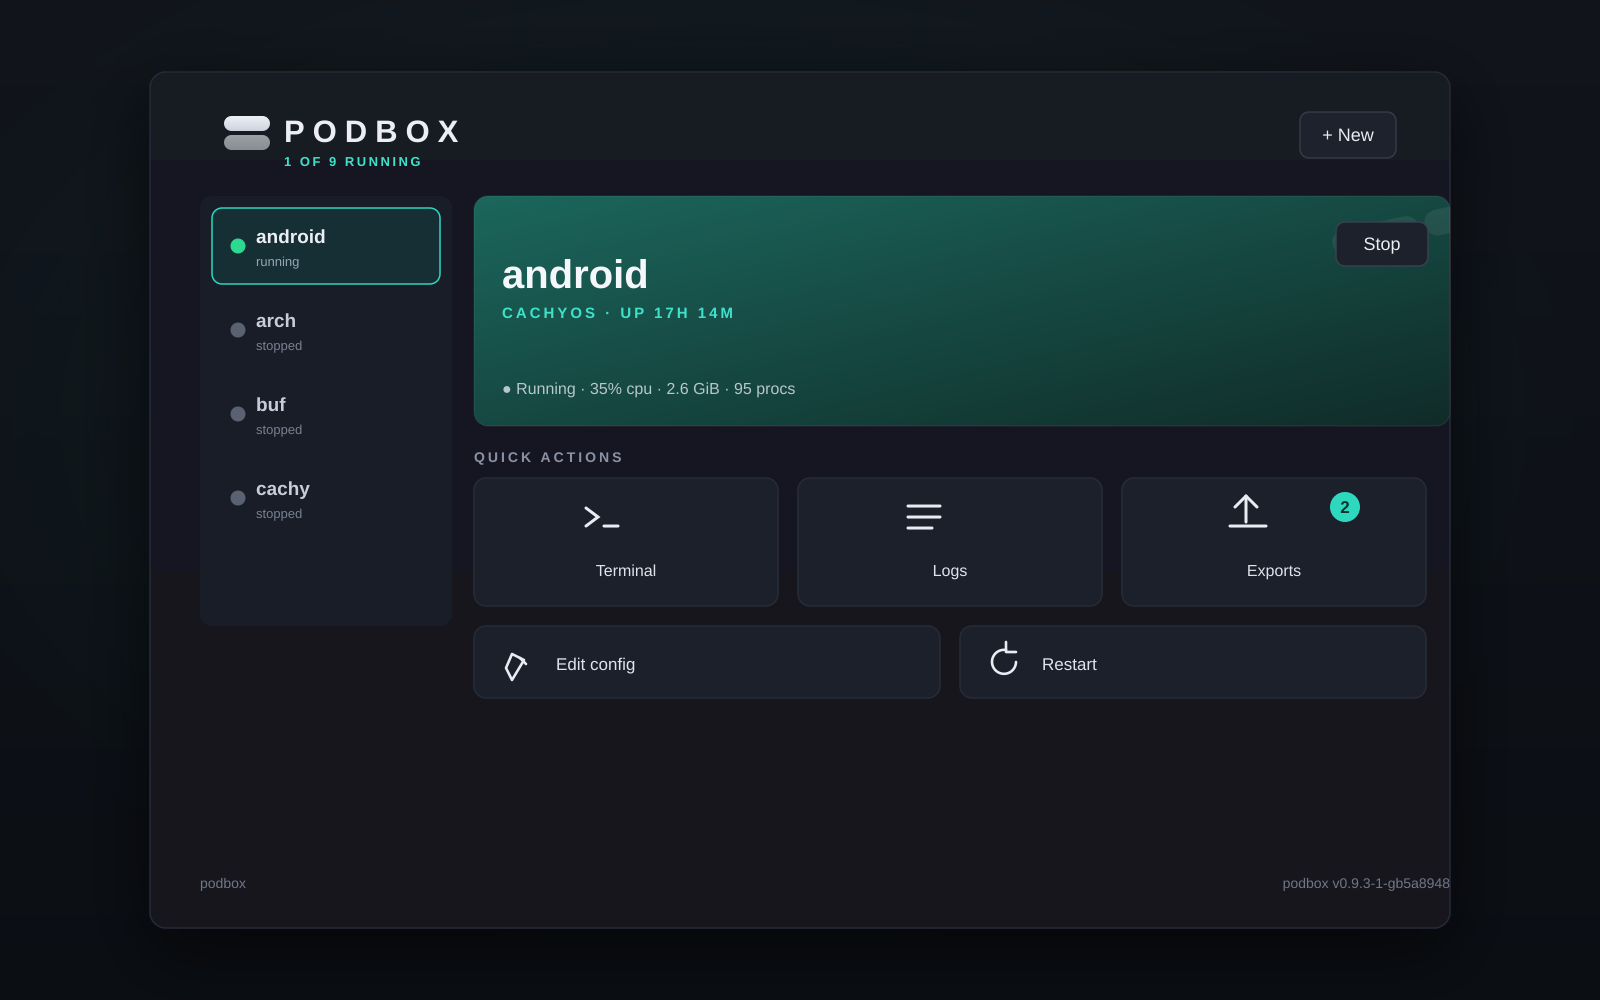 PODBOX
1 OF 9 RUNNING
+ New
android
running
arch
stopped
buf
stopped
cachy
stopped
Stop
android
CACHYOS · UP 17H 14M
● Running · 35% cpu · 2.6 GiB · 95 procs
QUICK ACTIONS
Terminal
Logs
2
Exports
Edit config
Restart
podbox
podbox v0.9.3-1-gb5a8948